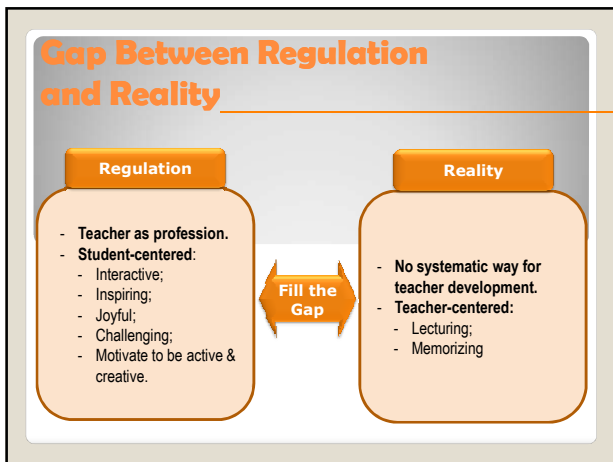 Gap Between Regulation
and Reality
Regulation
- Teacher as profession.
- Student-centered:
- Interactive;
- Inspiring;
- Joyful;
- Challenging;
- Motivate to be active &
creative.
Fill the
Gap
Reality
- No systematic way for
teacher development.
- Teacher-centered:
- Lecturing;
- Memorizing